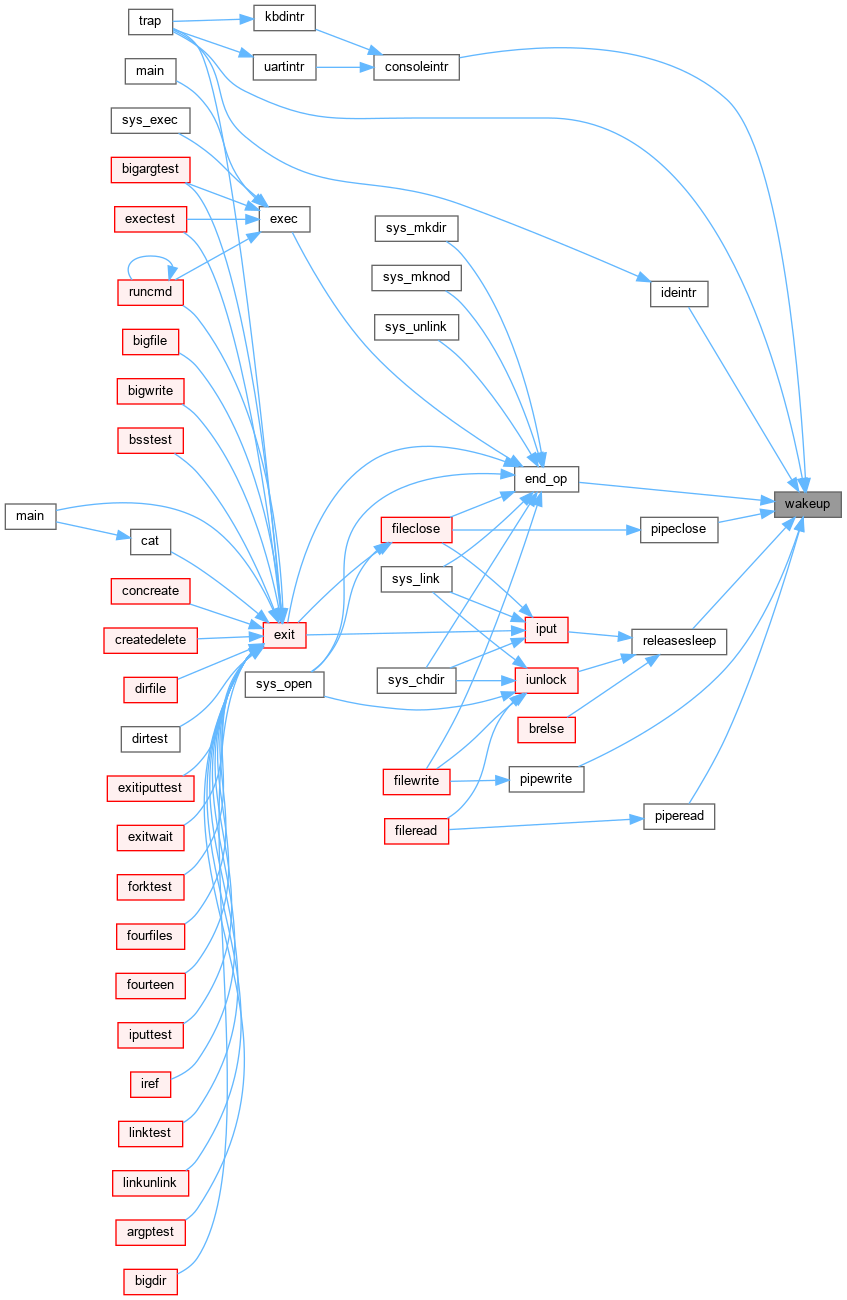 trap
kbdintr
main
uartintr
consoleintr
sys_exec
bigargtest
exectest
exec
sys_mkdir
runcmd
sys_mknod
ideintr
bigfile
sys_unlink
bigwrite
bsstest
end_op
wakeup
main
cat
fileclose
pipeclose
concreate
sys_link
createdelete
exit
iput
releasesleep
dirfile
sys_open
sys_chdir
iunlock
dirtest
brelse
exitiputtest
filewrite
pipewrite
exitwait
fileread
piperead
forktest
fourfiles
fourteen
iputtest
iref
linktest
linkunlink
argptest
bigdir